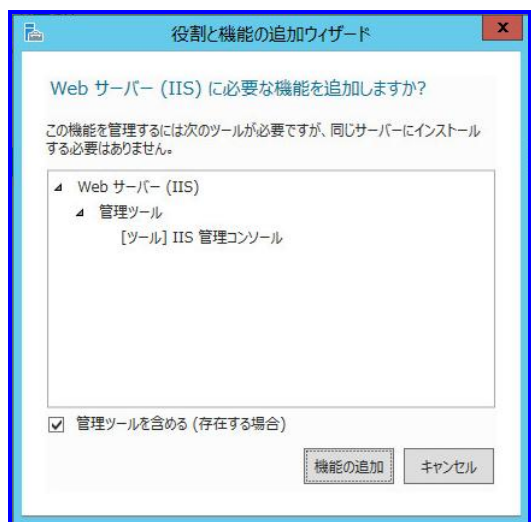 役割と機能の追加ウィザード
x
Web サーバー (IIS) に必要な機能を追加しますか?
この機能を管理するには次のツールが必要ですが、同じサーバーにインストール
する必要はありません。
Web サーバー (IIS)
管理ツール
[ツール] IIS 管理コンソール
管理ツールを含める (存在する場合)
機能の追加 キャンセル